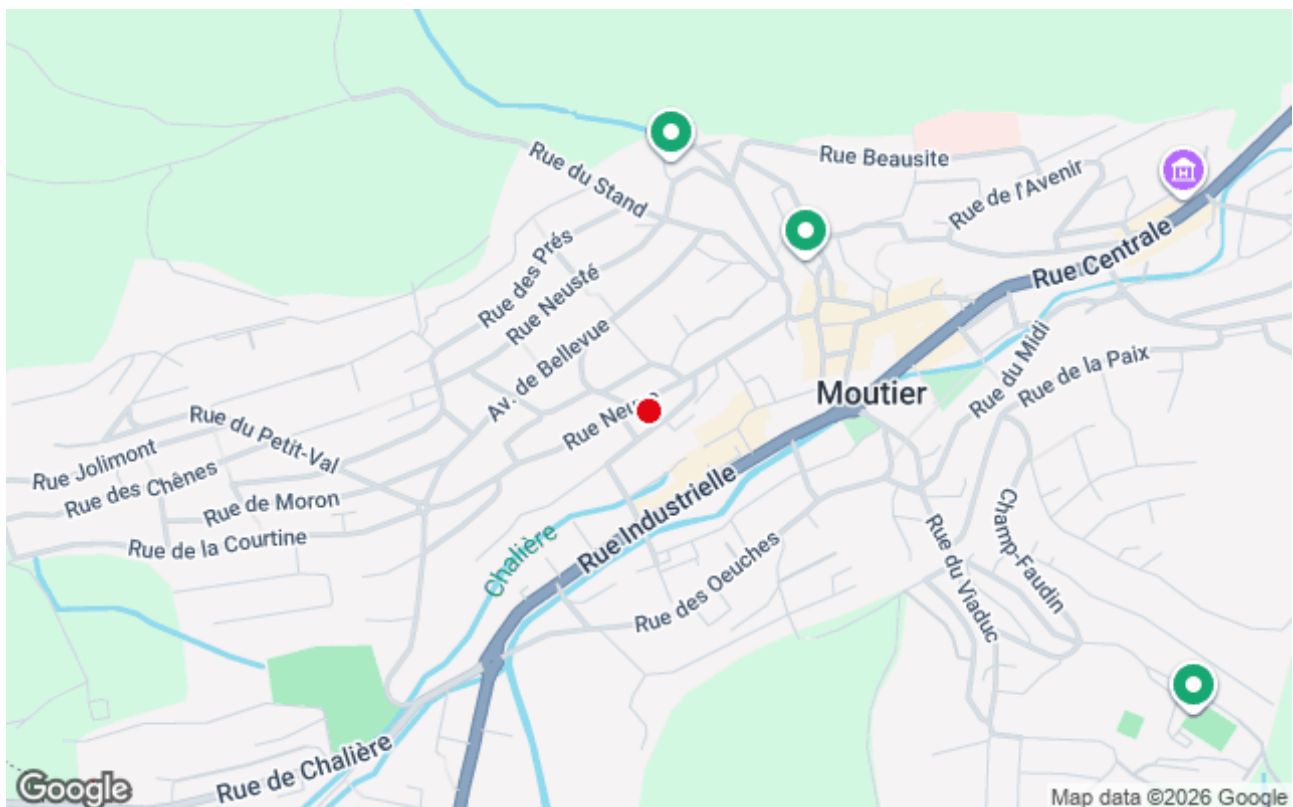 Rue Beausite
Rue du Stand
Rue de l'Avenir
Rue Centrale
Rue des Prés
Rue Neusté
Av. de Bellevue
Rue du Midi
Rue de la Paix
Moutier
Rue
Rue du Petit-Val
Rue Jolimont
Rue des Chênes
Rue de Moron
Rue de la Courtine
Rue Industrielle
Chalière
Champ-Faudin
Rue des Oeuches
Rue du Viaduc
Rue de Chalière
Google
Map data ©2026 Google